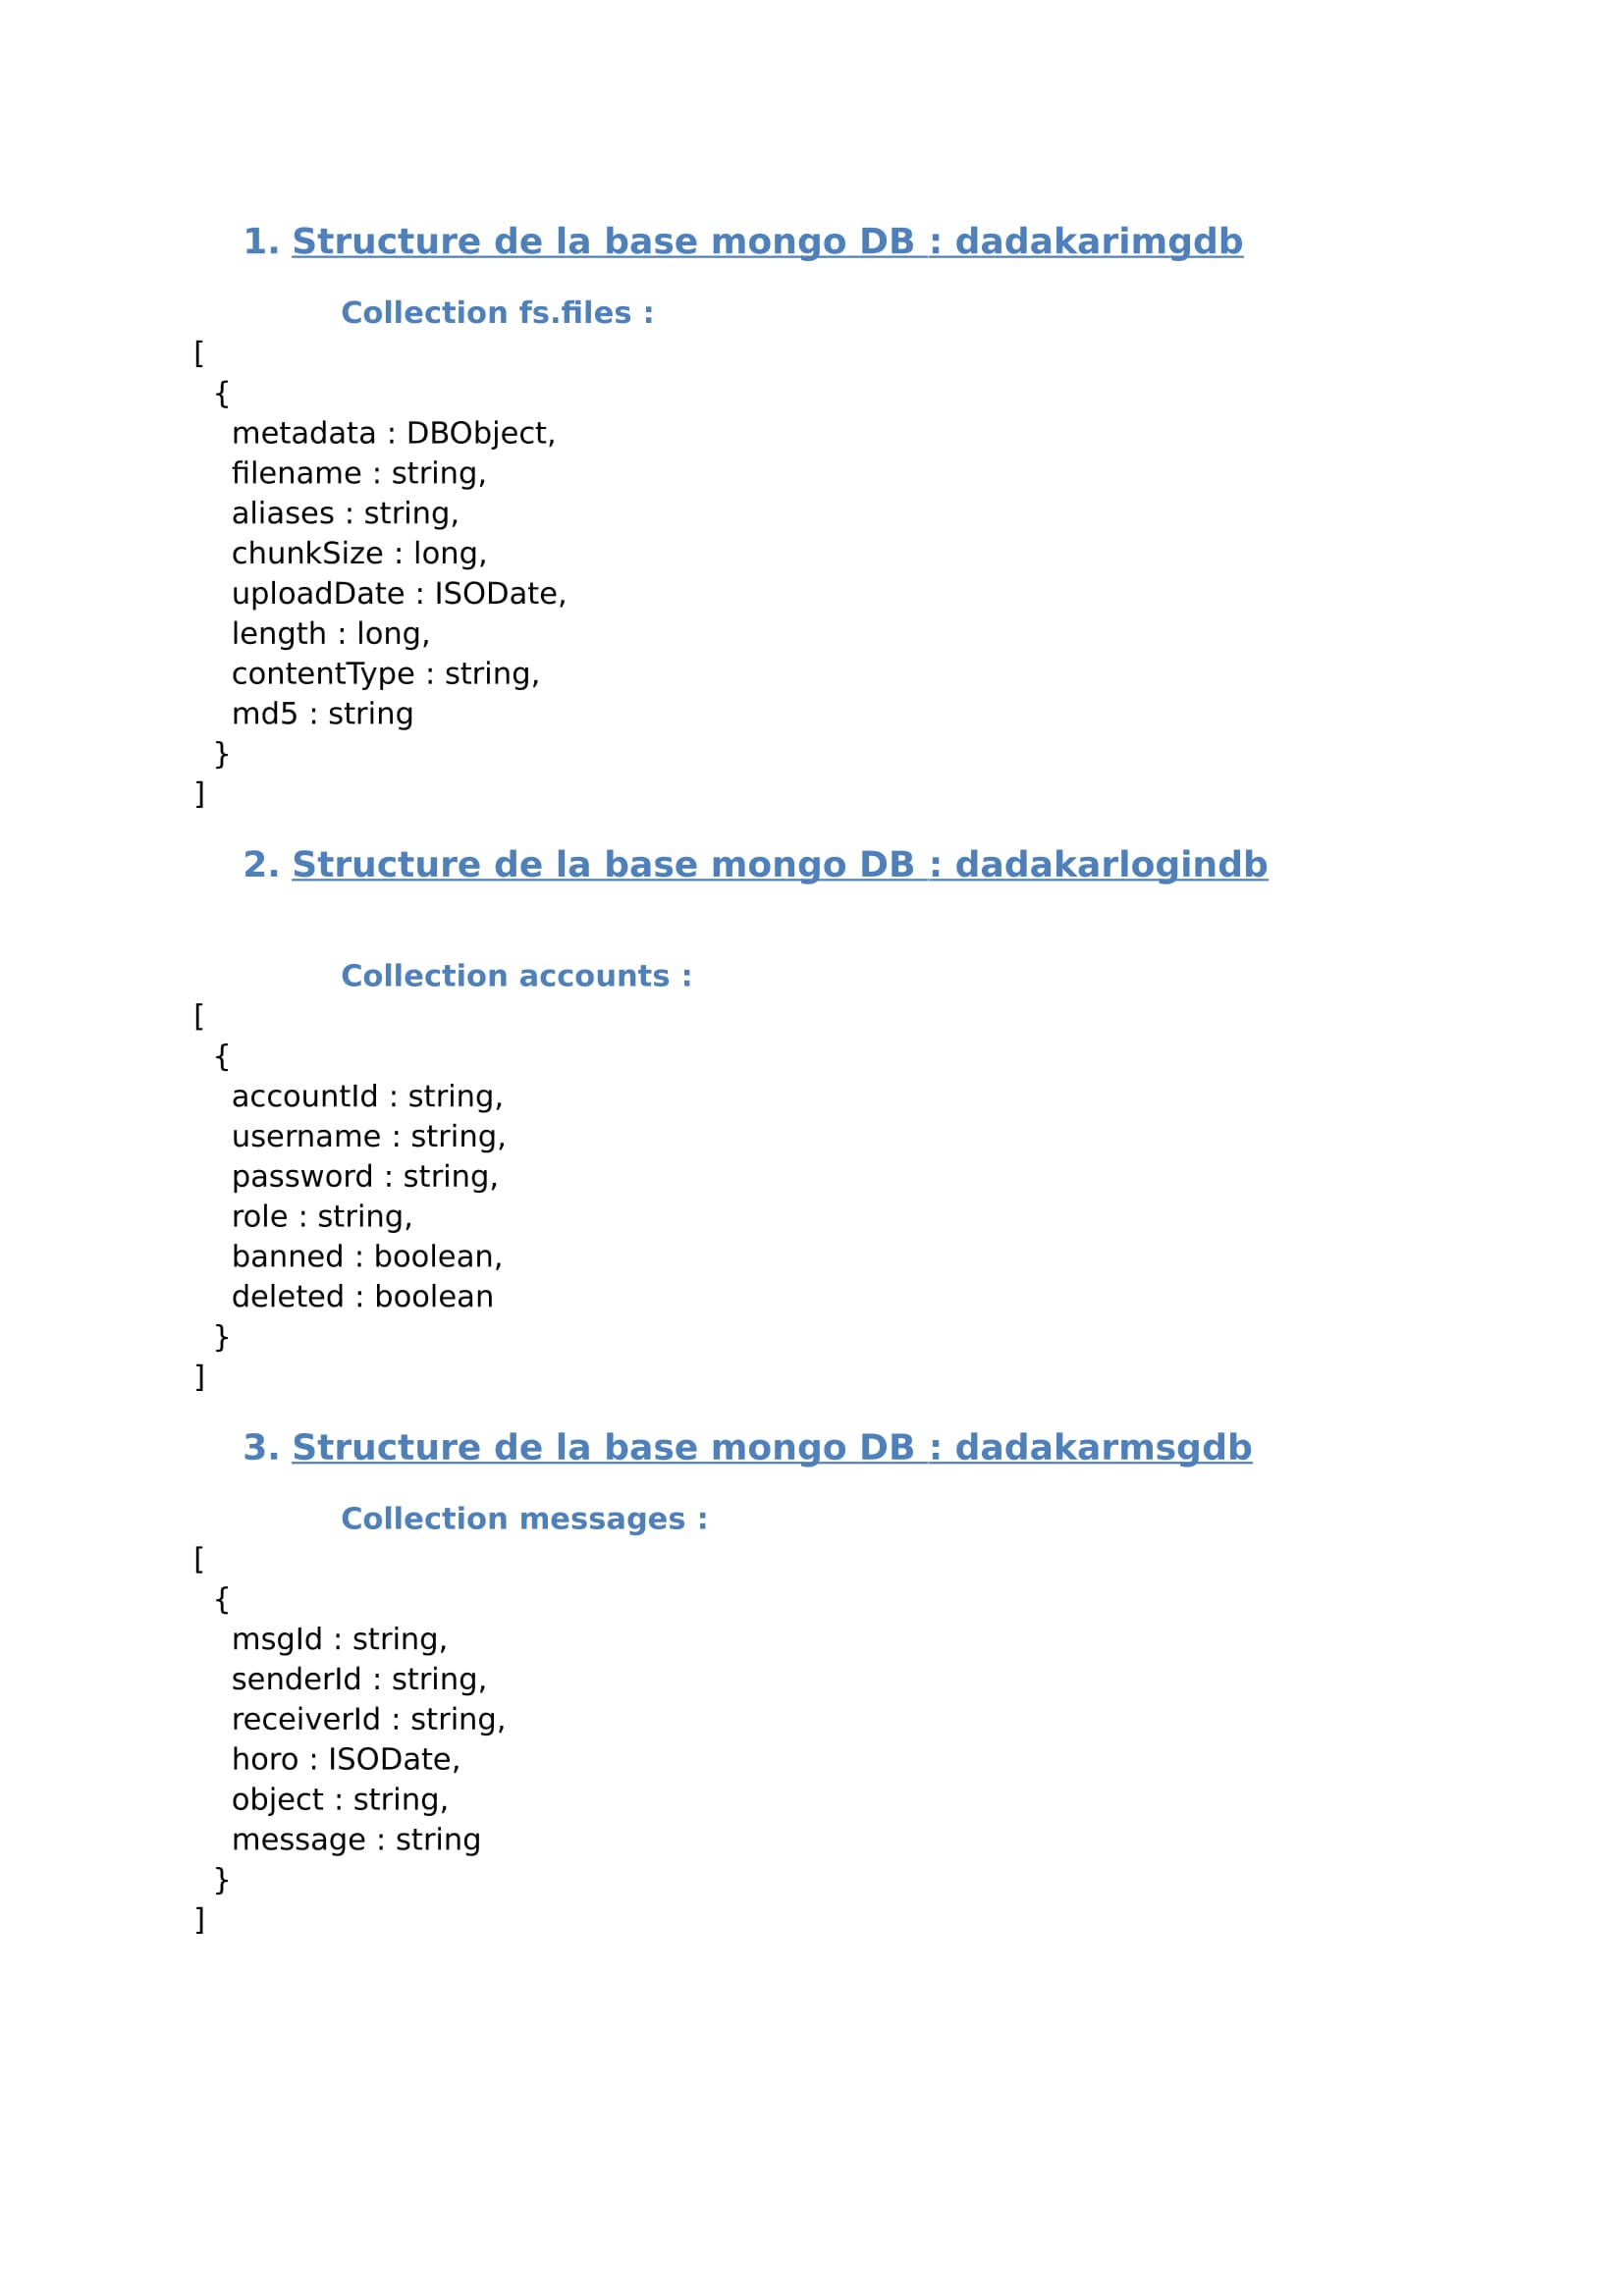 1. Structure de la base mongo DB : dadakarimgdb
Collection fs.files :
[
{
metadata : DBObject,
filename : string,
aliases : string,
chunkSize : long,
uploadDate : ISODate,
length : long,
contentType : string,
md5 : string
}
]
2. Structure de la base mongo DB : dadakarlogindb
Collection accounts :
[
{
accountId : string,
username : string,
password : string,
role : string,
banned : boolean,
deleted : boolean
}
]
3. Structure de la base mongo DB : dadakarmsgdb
Collection messages :
[
{
msgId : string,
senderId : string,
receiverId : string,
horo : ISODate,
object : string,
message : string
}
]